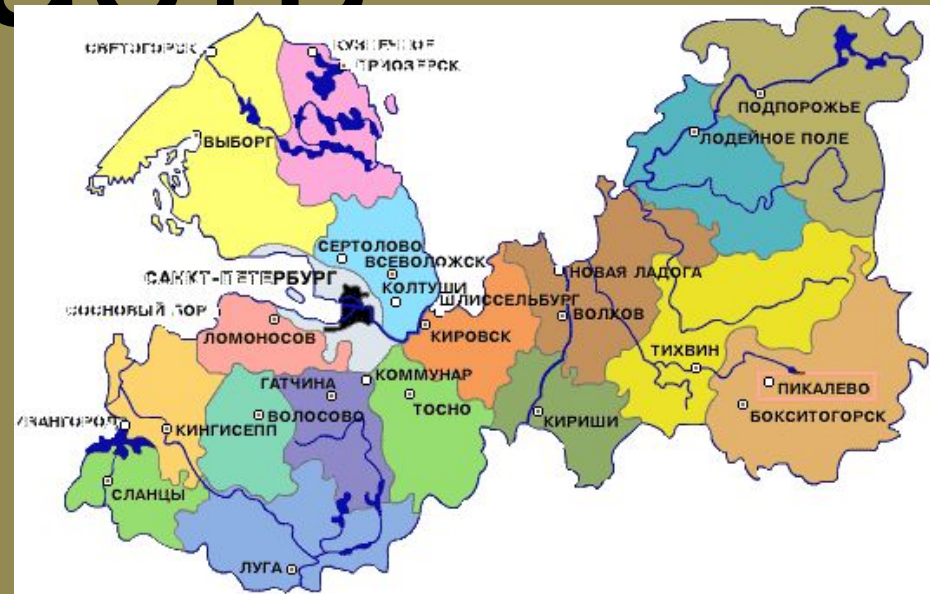 СВЕТОГОРСК
КУЗНЕЧНОЕ
ПРИОЗЕРСК
ПОДПОРОЖЬЕ
ЛОДЕЙНОЕ ПОЛЕ
ВЫБОРГ
СЕРТОЛОВО
ВСЕВОЛОЖСК
НОВАЯ ЛАДОГА
САНКТ-ПЕТЕРБУРГ
КОЛТУШИ
ШЛИССЕЛЬБУРГ
СОСНОВЫЙ БОР
ВОЛХОВ
ЛОМОНОСОВ
КИРОВСК
ТИХВИН
КОММУНАР
ГАТЧИНА
ПИКАЛЕВО
ТОСНО
ВОЛОСОВО
БОКСИТОГОРСК
ИВАНГОРОД
КИНГИСЕПП
КИРИШИ
СЛАНЦЫ
ЛУГА